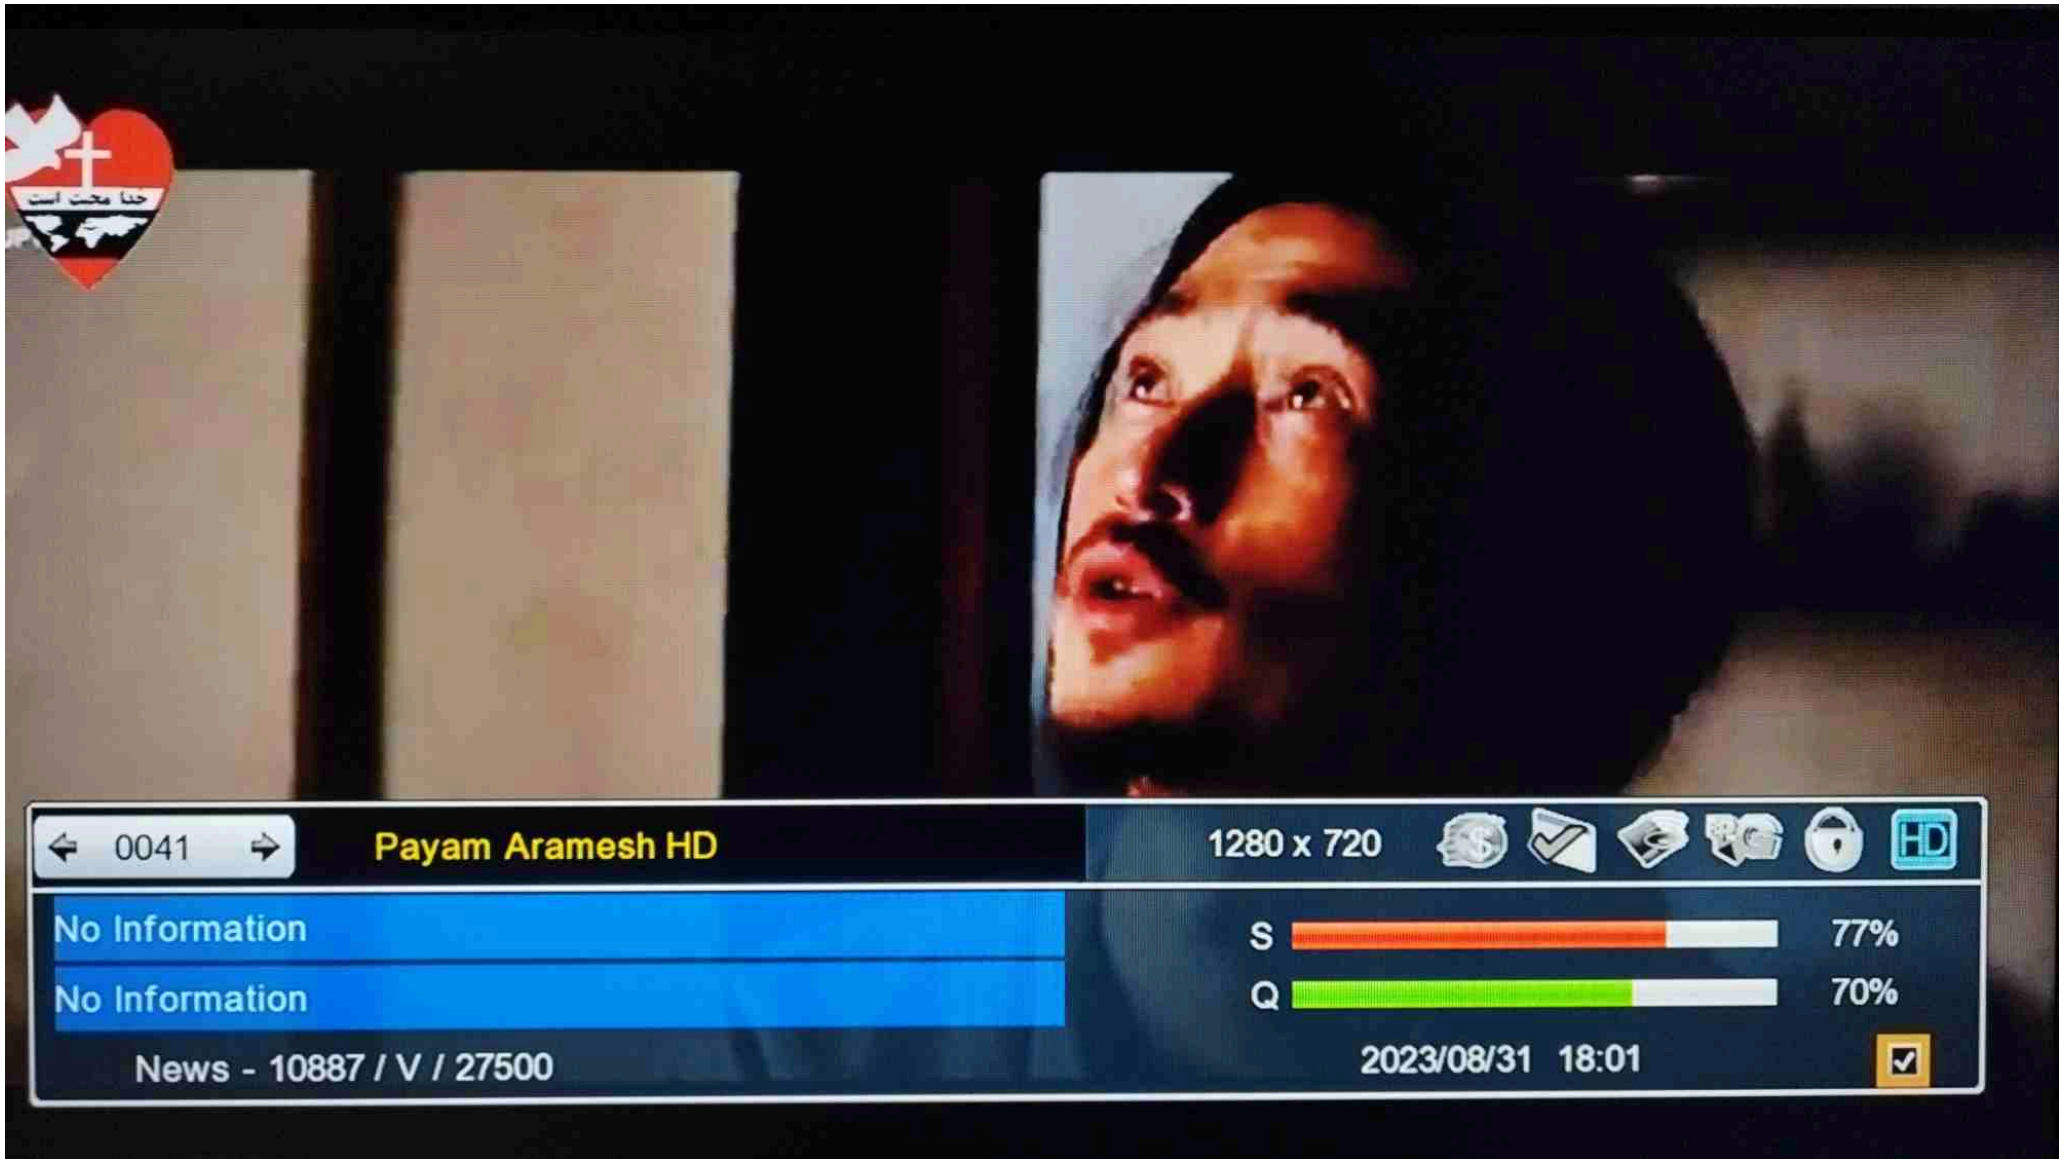 خدا محبت است
0041
Payam Aramesh HD
1280 x 720
HD
No Information
No Information
S 77%
Q 70%
News - 10887 / V / 27500
2023/08/31 18:01